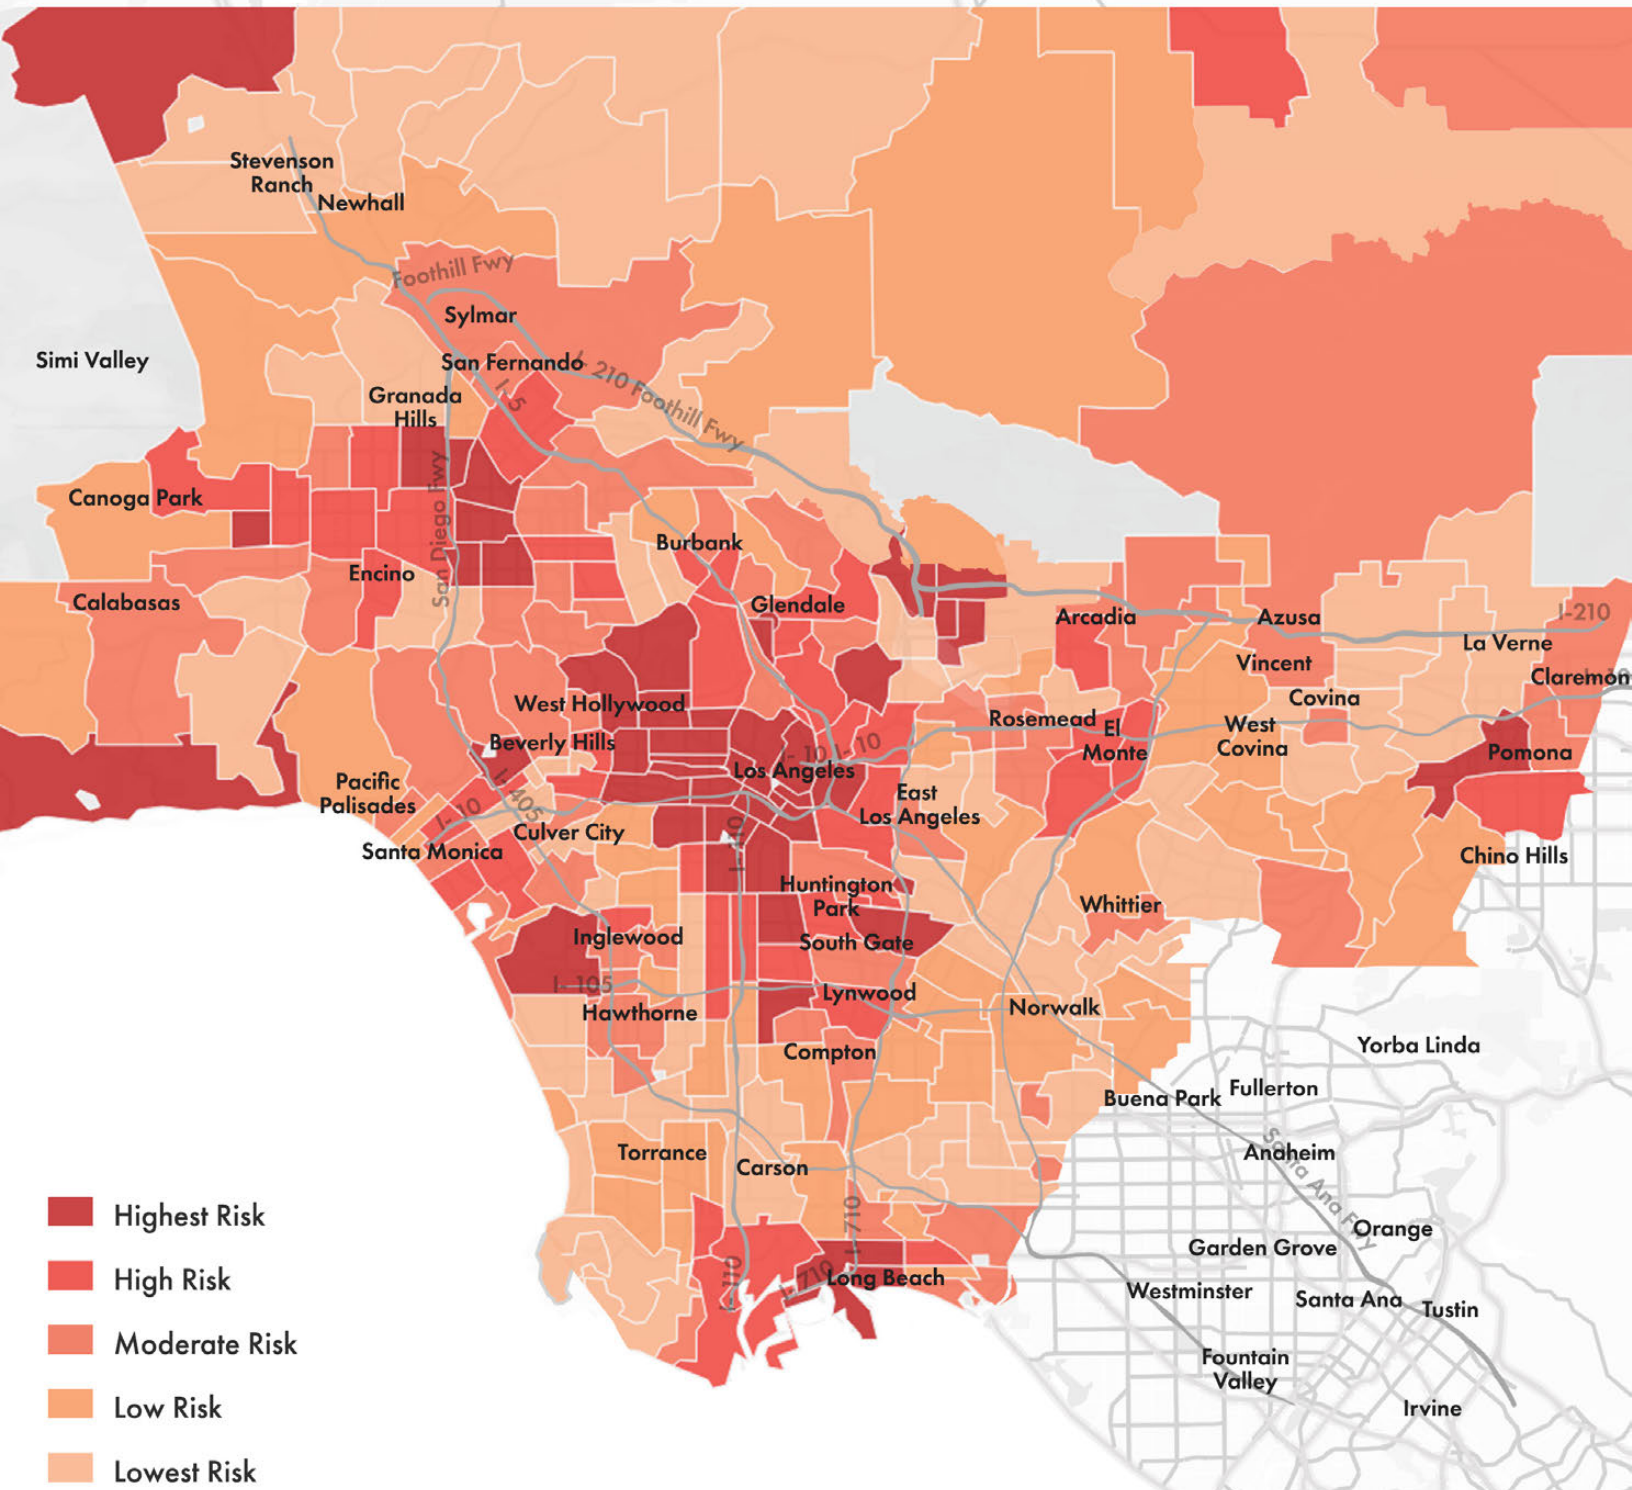 Stevenson
Ranch
Newhall
Foothill Fwy
Sylmar
Simi Valley
San Fernando
I- 210 Foothill Fwy
I-5
Granada
Hills
Canoga Park
San Diego Fwy
Burbank
Encino
Calabasas
Glendale
Arcadia
Azusa
I-210
La Verne
Vincent
Claremon
Covina
West Hollywood
Rosemead
El
Monte
West
Covina
Beverly Hills
I- 10
I- 10
Pomona
Los Angeles
Pacific
Palisades
I- 405
East
Los Angeles
I- 10
Culver City
I-110
Santa Monica
Chino Hills
Huntington
Park
Whittier
Inglewood
South Gate
I- 105
Lynwood
Hawthorne
Norwalk
Compton
Yorba Linda
Buena Park
Fullerton
Torrance
Carson
Anaheim
Santa Ana Fwy
I- 710
Orange
Garden Grove
I-110
I- 710
Long Beach
Westminster
Santa Ana
Tustin
Fountain
Valley
Irvine
Highest Risk
High Risk
Moderate Risk
Low Risk
Lowest Risk